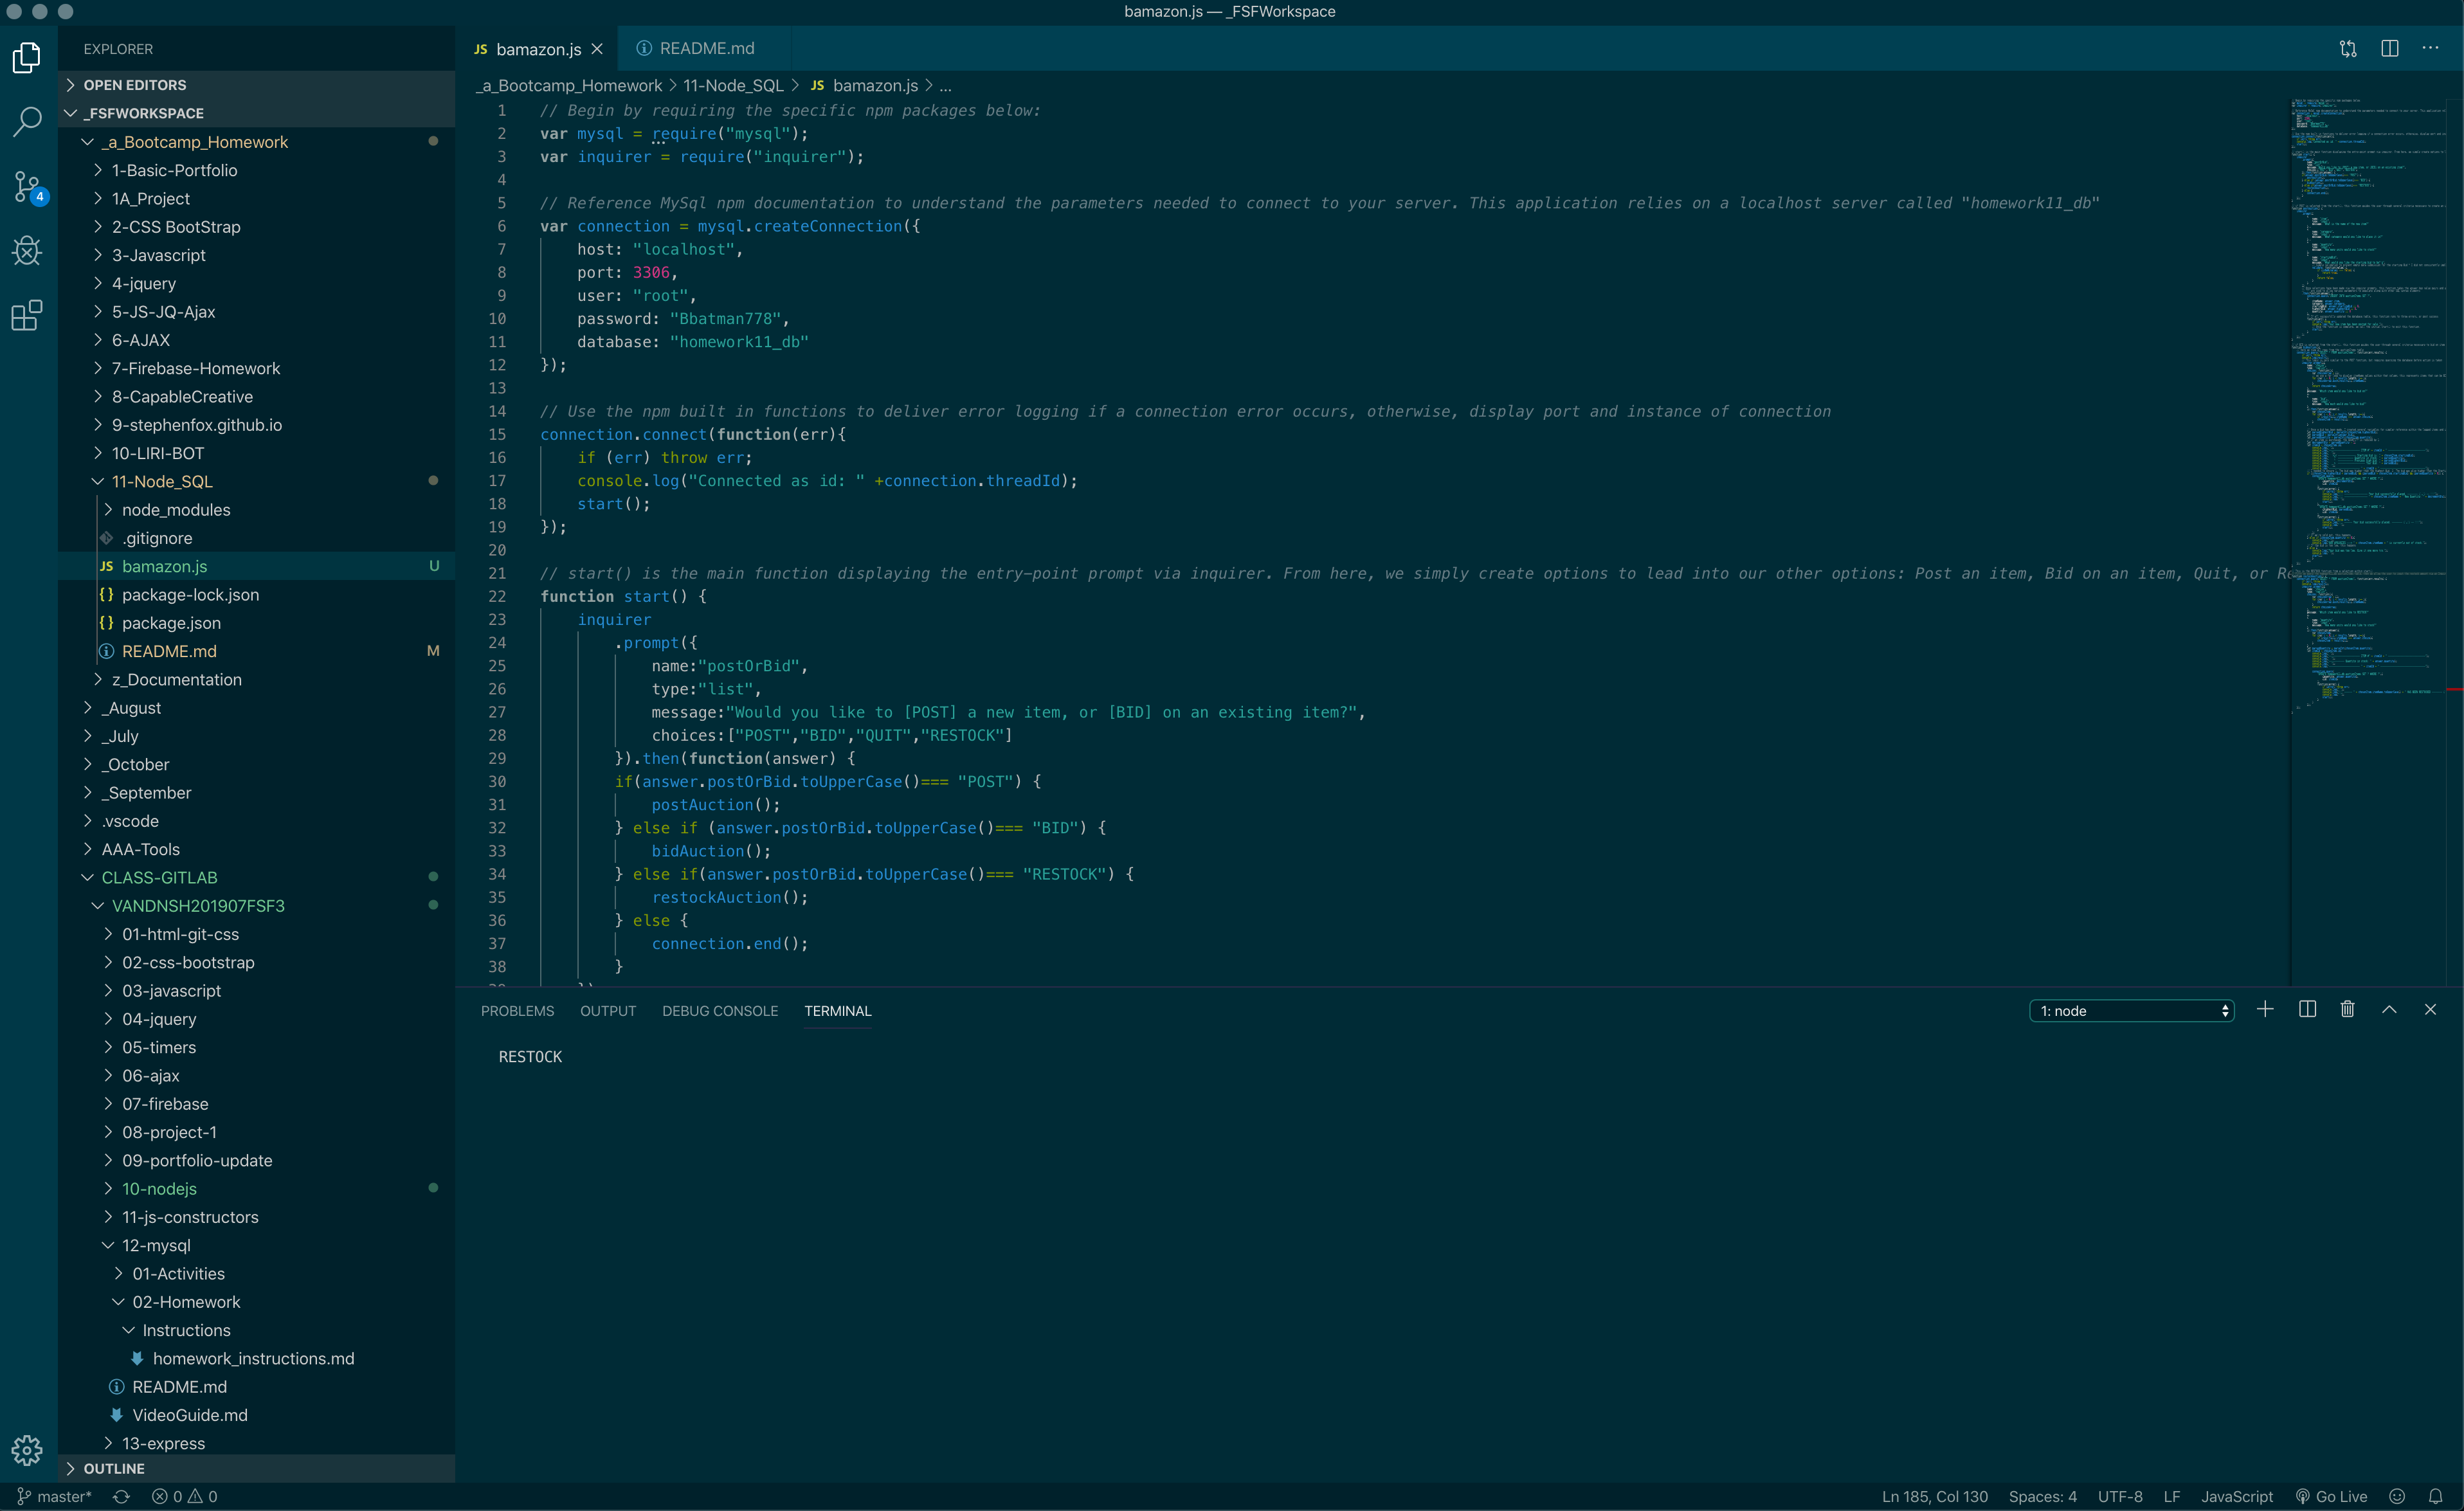 bamazon.js — _FSFWorkspace
EXPLORER
OPEN EDITORS
_FSFWORKSPACE
_a_Bootcamp_Homework
1-Basic-Portfolio
1A_Project
2-CSS BootStrap
3-Javascript
4-jquery
5-JS-JQ-Ajax
6-AJAX
7-Firebase-Homework
8-CapableCreative
9-stephenfox.github.io
10-LIRI-BOT
11-Node_SQL
node_modules
.gitignore
JS bamazon.js U
{} package-lock.json
{} package.json
README.md M
z_Documentation
_August
_July
_October
_September
.vscode
AAA-Tools
CLASS-GITLAB
VANDNSH201907FSF3
01-html-git-css
02-css-bootstrap
03-javascript
04-jquery
05-timers
06-ajax
07-firebase
08-project-1
09-portfolio-update
10-nodejs
11-js-constructors
12-mysql
01-Activities
02-Homework
Instructions
homework_instructions.md
README.md
VideoGuide.md
13-express
OUTLINE
4
JS bamazon.js README.md
_a_Bootcamp_Homework > 11-Node_SQL > JS bamazon.js > ...
1 // Begin by requiring the specific npm packages below:
2 var mysql = require("mysql");
3 var inquirer = require("inquirer");
4
5 // Reference MySql npm documentation to understand the parameters needed to connect to your server. This application relies on a localhost server called "homework11_db"
6 var connection = mysql.createConnection({
7 host: "localhost",
8 port: 3306,
9 user: "root",
10 password: "Bbatman778",
11 database: "homework11_db"
12 });
13
14 // Use the npm built in functions to deliver error logging if a connection error occurs, otherwise, display port and instance of connection
15 connection.connect(function(err){
16 if (err) throw err;
17 console.log("Connected as id: " +connection.threadId);
18 start();
19 });
20
21 // start() is the main function displaying the entry-point prompt via inquirer. From here, we simply create options to lead into our other options: Post an item, Bid on an item, Quit, or Re
22 function start() {
23 inquirer
24 .prompt({
25 name:"postOrBid",
26 type:"list",
27 message:"Would you like to [POST] a new item, or [BID] on an existing item?",
28 choices:["POST","BID","QUIT","RESTOCK"]
29 }).then(function(answer) {
30 if(answer.postOrBid.toUpperCase()=== "POST") {
31 postAuction();
32 } else if (answer.postOrBid.toUpperCase()=== "BID") {
33 bidAuction();
34 } else if(answer.postOrBid.toUpperCase()=== "RESTOCK") {
35 restockAuction();
36 } else {
37 connection.end();
38 }
PROBLEMS OUTPUT DEBUG CONSOLE TERMINAL
1: node
RESTOCK
master* 0 0
Ln 185, Col 130 Spaces: 4 UTF-8 LF JavaScript Go Live